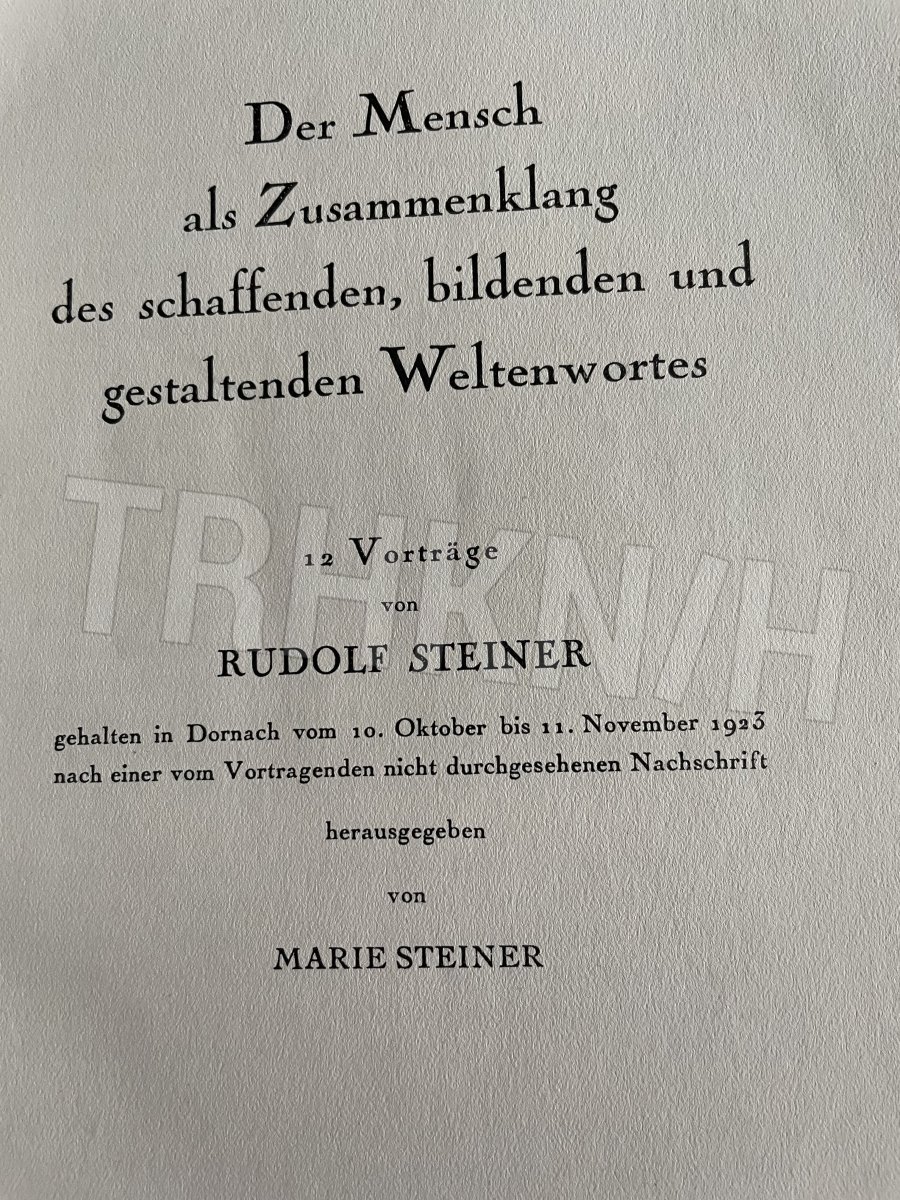 Der Mensch
als Zusammenklang
des schaffenden, bildenden und
gestaltenden Weltenwortes
12 Vorträge
von
RUDOLF STEINER
gehalten in Dornach vom 10. Oktober bis 11. November 1923
nach einer vom Vortragenden nicht durchgesehenen Nachschrift
herausgegeben
von
MARIE STEINER
TRHKN/H